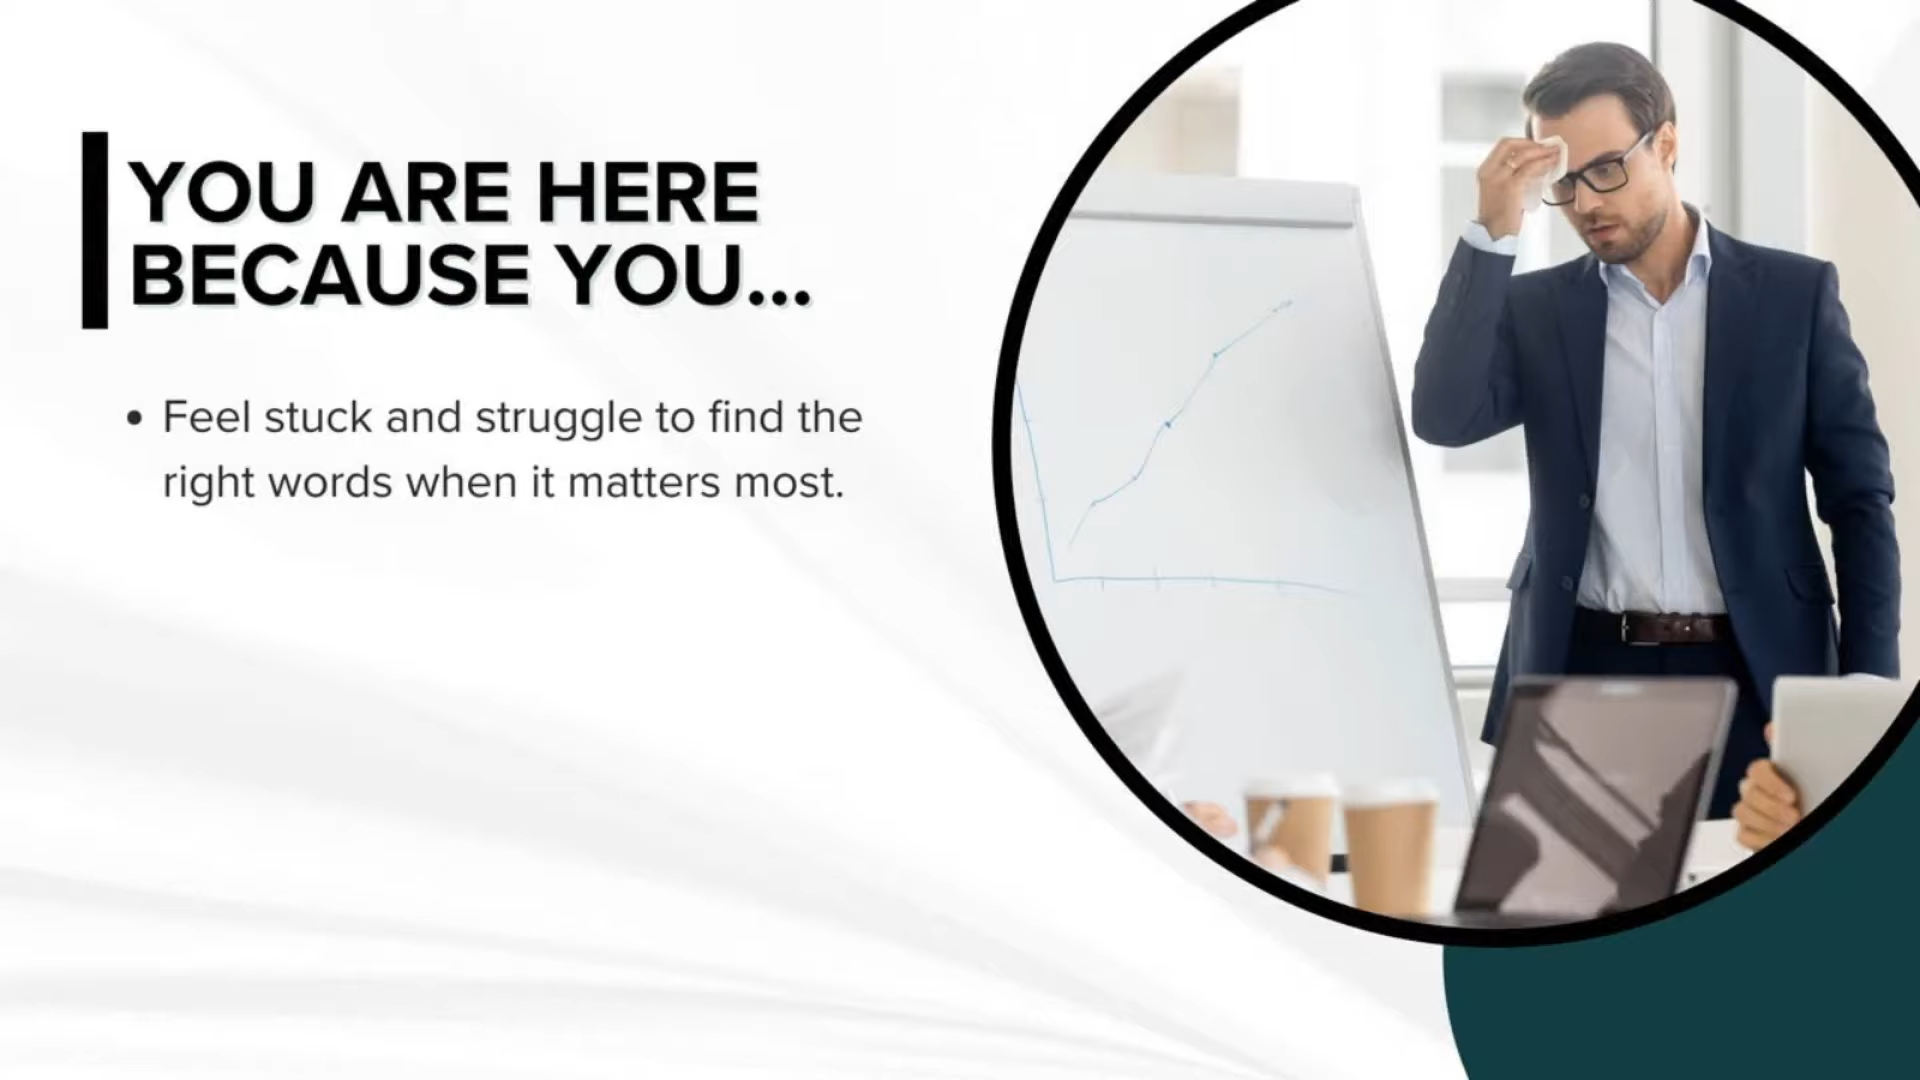 YOU ARE HERE
BECAUSE YOU...
• Feel stuck and struggle to find the
right words when it matters most.